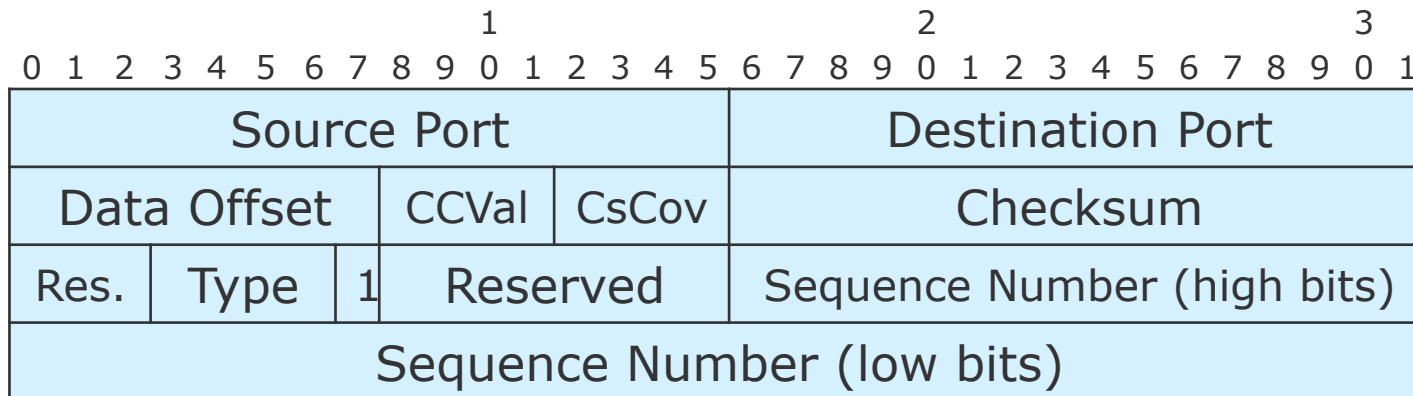 1 2 3
0 1 2 3 4 5 6 7 8 9 0 1 2 3 4 5 6 7 8 9 0 1 2 3 4 5 6 7 8 9 0 1
Source Port Destination Port
Data Offset CCVal CsCov Checksum
Res. Type 1 Reserved Sequence Number (high bits)
Sequence Number (low bits)